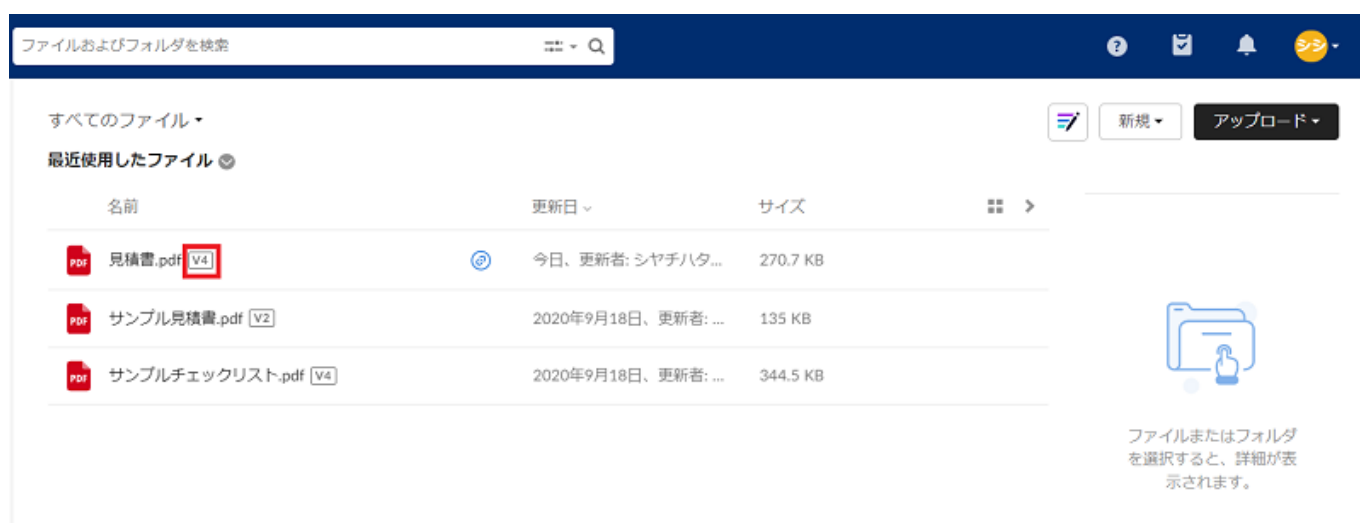 ファイルおよびフォルダを検索
シシ
すべてのファイル
新規
アップロード
最近使用したファイル
名前 更新日 サイズ
PDF 見積書.pdf V4 今日、更新者: シヤチハタ... 270.7 KB
PDF サンプル見積書.pdf V2 2020年9月18日、更新者: ... 135 KB
PDF サンプルチェックリスト.pdf V4 2020年9月18日、更新者: ... 344.5 KB
ファイルまたはフォルダ
を選択すると、詳細が表
示されます。